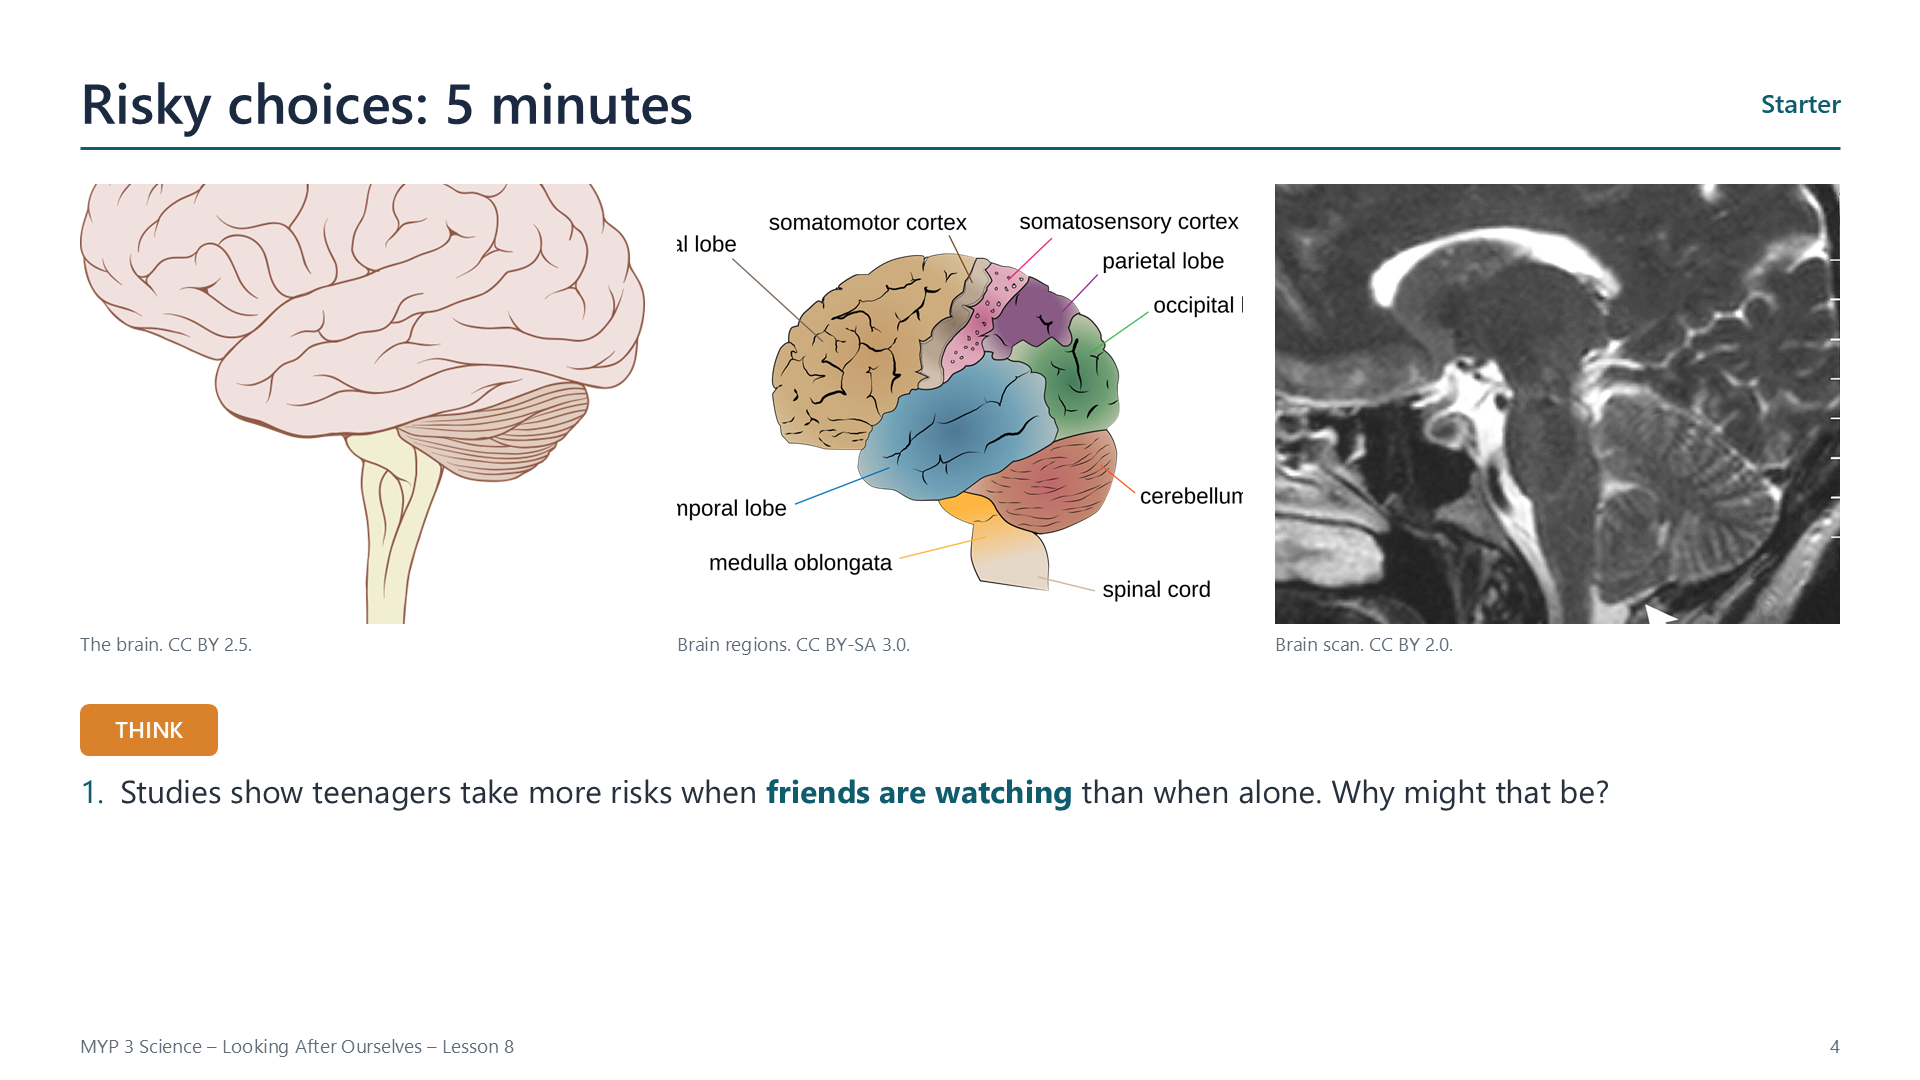 Risky choices: 5 minutes
Starter
somatomotor cortex
somatosensory cortex
al lobe
parietal lobe
occipital l
mporal lobe
cerebellum
medulla oblongata
spinal cord
The brain. CC BY 2.5.
Brain regions. CC BY-SA 3.0.
Brain scan. CC BY 2.0.
THINK
1. Studies show teenagers take more risks when friends are watching than when alone. Why might that be?
MYP 3 Science – Looking After Ourselves – Lesson 8
4